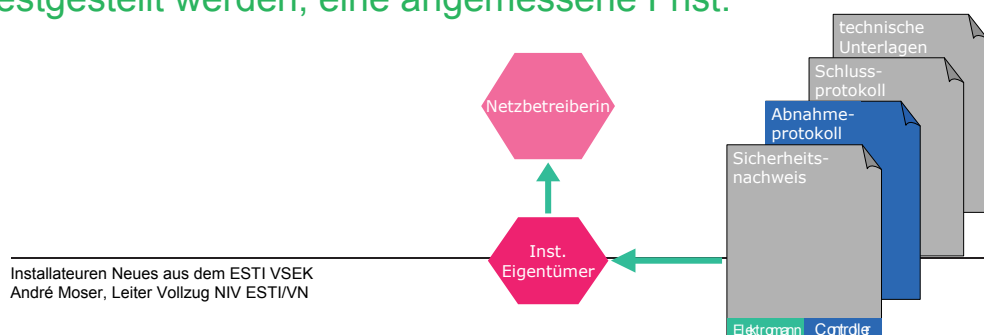 estgestellt werden, eine angemessene Frist.
technische
Unterlagen
Schluss-
protokoll
Abnahme-
protokoll
Sicherheits-
nachweis
Netzbetreiberin
Inst.
Eigentümer
Installateuren Neues aus dem ESTI VSEK
André Moser, Leiter Vollzug NIV ESTI/VN
Elektromann Controller